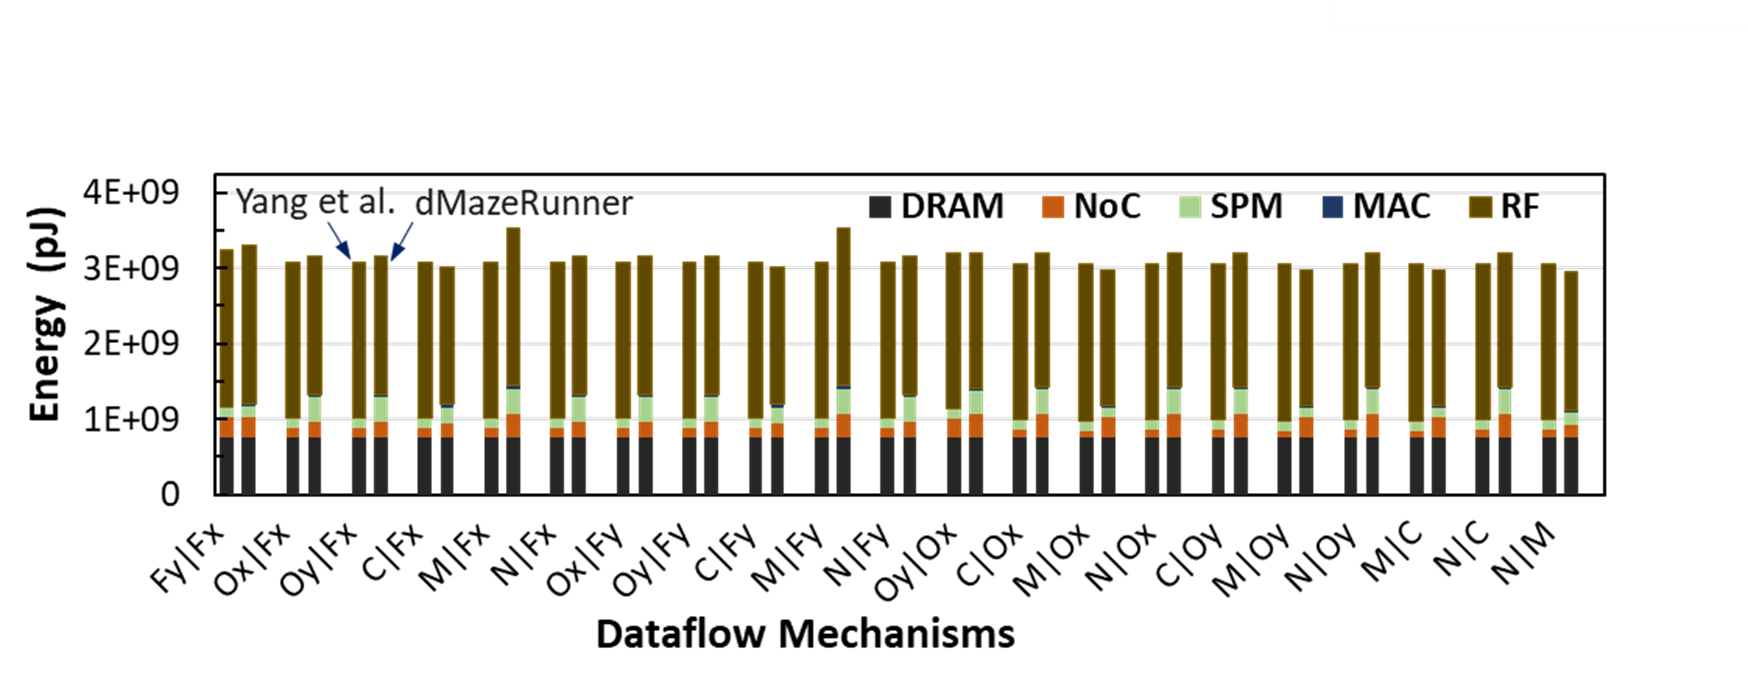 Energy (pJ)
4E+09
3E+09
2E+09
1E+09
0
Yang et al. dMazeRunner
DRAM NoC SPM MAC RF
Fy|Fx
Ox|Fx
Oy|Fx
C|Fx
M|Fx
N|Fx
Ox|Fy
Oy|Fy
C|Fy
M|Fy
N|Fy
Oy|Ox
C|Ox
M|Ox
N|Ox
C|Oy
M|Oy
N|Oy
M|C
N|C
N|M
Dataflow Mechanisms